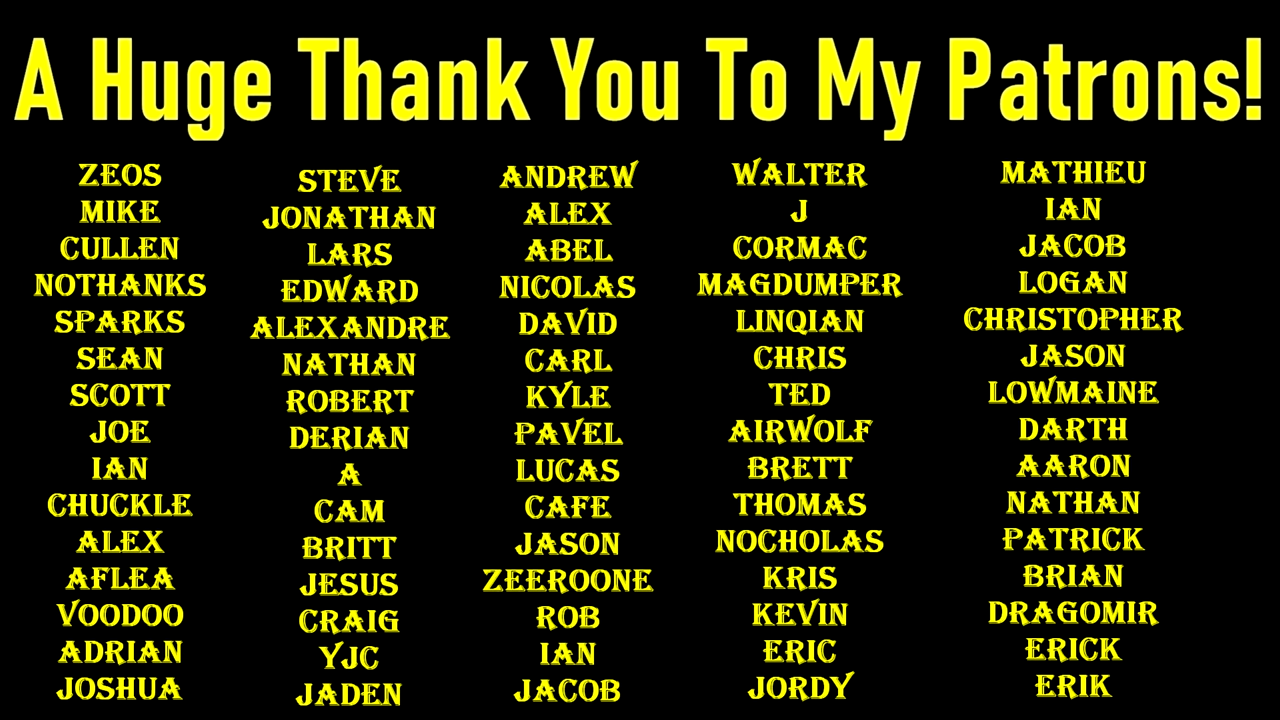 A Huge Thank You To My Patrons!
ZEOS
MIKE
CULLEN
NOTHANKS
SPARKS
SEAN
SCOTT
JOE
IAN
CHUCKLE
ALEX
AFLEA
VOODOO
ADRIAN
JOSHUA
STEVE
JONATHAN
LARS
EDWARD
ALEXANDRE
NATHAN
ROBERT
DERIAN
A
CAM
BRITT
JESUS
CRAIG
YJC
JADEN
ANDREW
ALEX
ABEL
NICOLAS
DAVID
CARL
KYLE
PAVEL
LUCAS
CAFE
JASON
ZEEROONE
ROB
IAN
JACOB
WALTER
J
CORMAC
MAGDUMPER
LINQIAN
CHRIS
TED
AIRWOLF
BRETT
THOMAS
NOCHOLAS
KRIS
KEVIN
ERIC
JORDY
MATHIEU
IAN
JACOB
LOGAN
CHRISTOPHER
JASON
LOWMAINE
DARTH
AARON
NATHAN
PATRICK
BRIAN
DRAGOMIR
ERICK
ERIK